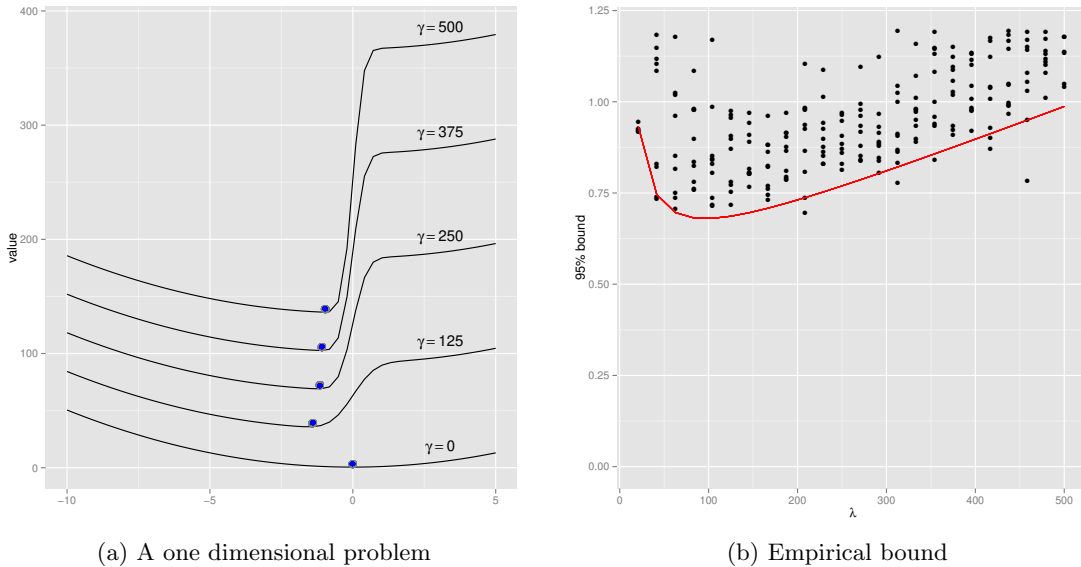 400
300
200
100
0
value
γ=500
γ=375
γ=250
γ=125
γ=0
−10
−5
0
5
(a) A one dimensional problem
1.25
1.00
0.75
0.50
0.25
0.00
95% bound
0
100
200
300
400
500
λ
(b) Empirical bound